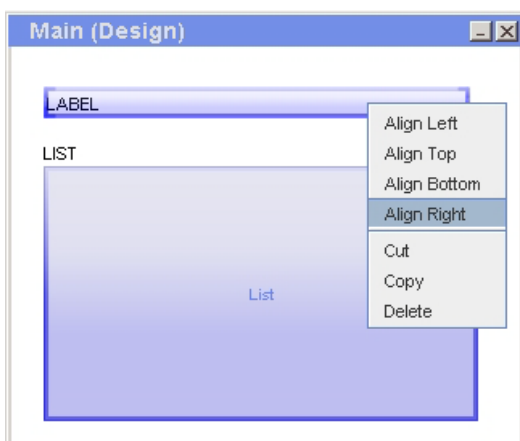 Main (Design)
LABEL
LIST
List
Align Left
Align Top
Align Bottom
Align Right
Cut
Copy
Delete